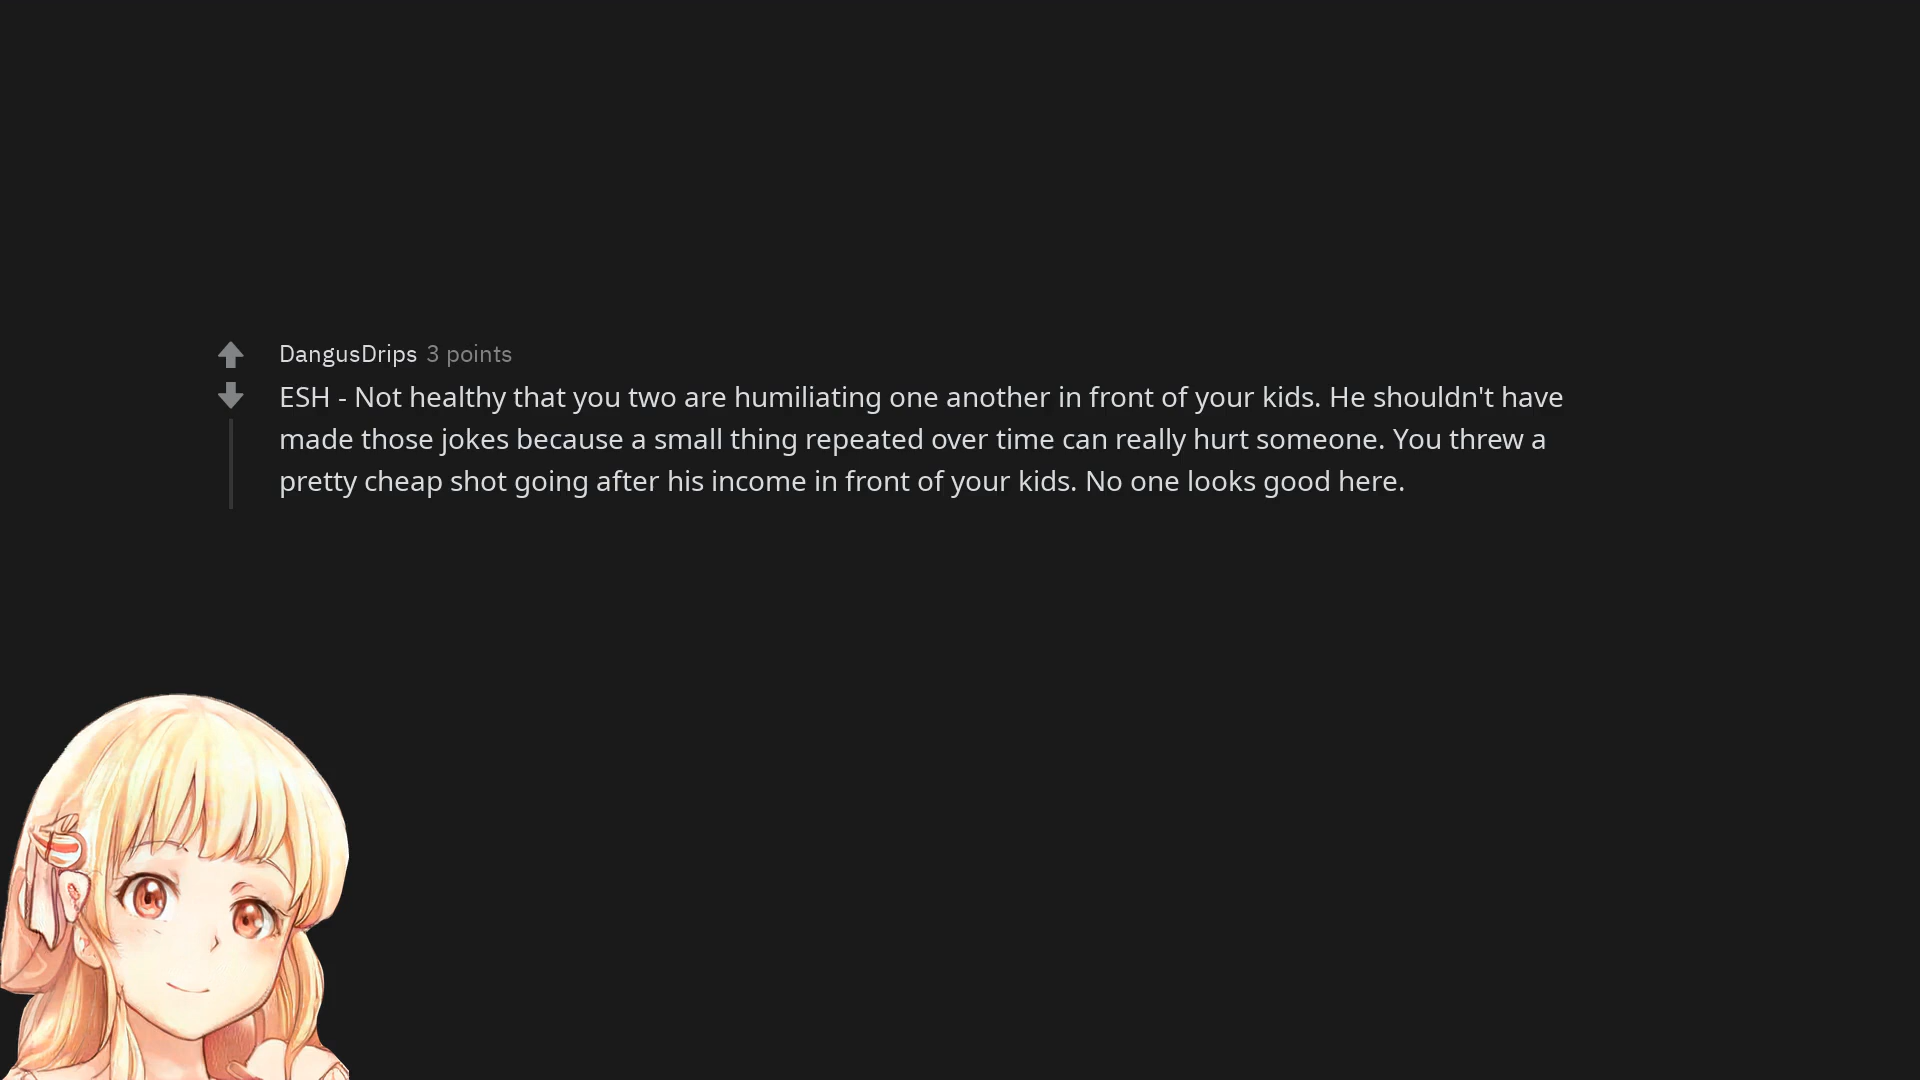 DangusDrips 3 points
ESH - Not healthy that you two are humiliating one another in front of your kids. He shouldn't have
made those jokes because a small thing repeated over time can really hurt someone. You threw a
pretty cheap shot going after his income in front of your kids. No one looks good here.